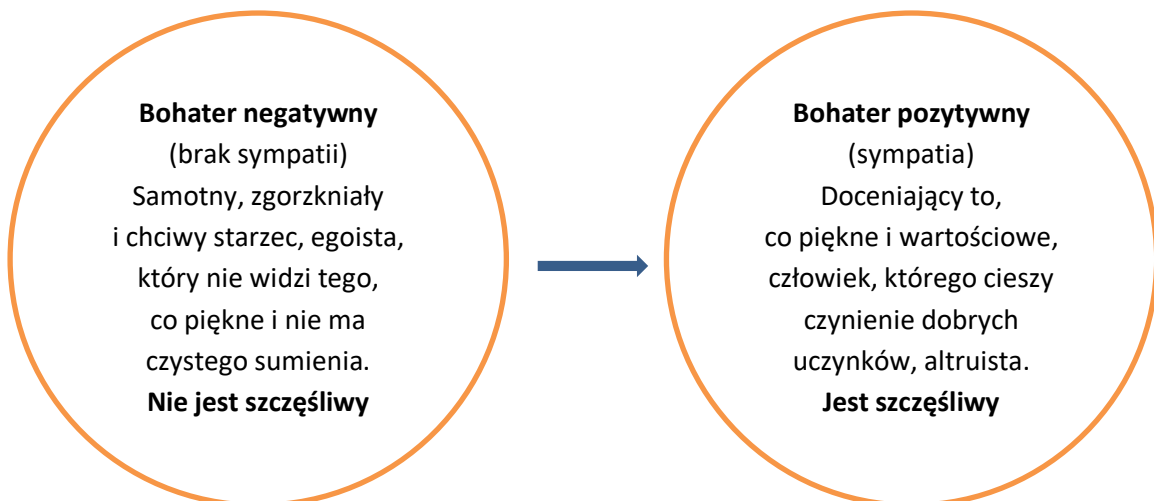 Bohater negatywny
(brak sympatii)
Samotny, zgorzkniały
i chciwy starzec, egoista,
który nie widzi tego,
co piękne i nie ma
czystego sumienia.
Nie jest szczęśliwy
Bohater pozytywny
(sympatia)
Doceniający to,
co piękne i wartościowe,
człowiek, którego cieszy
czynienie dobrych
uczynków, altruista.
Jest szczęśliwy